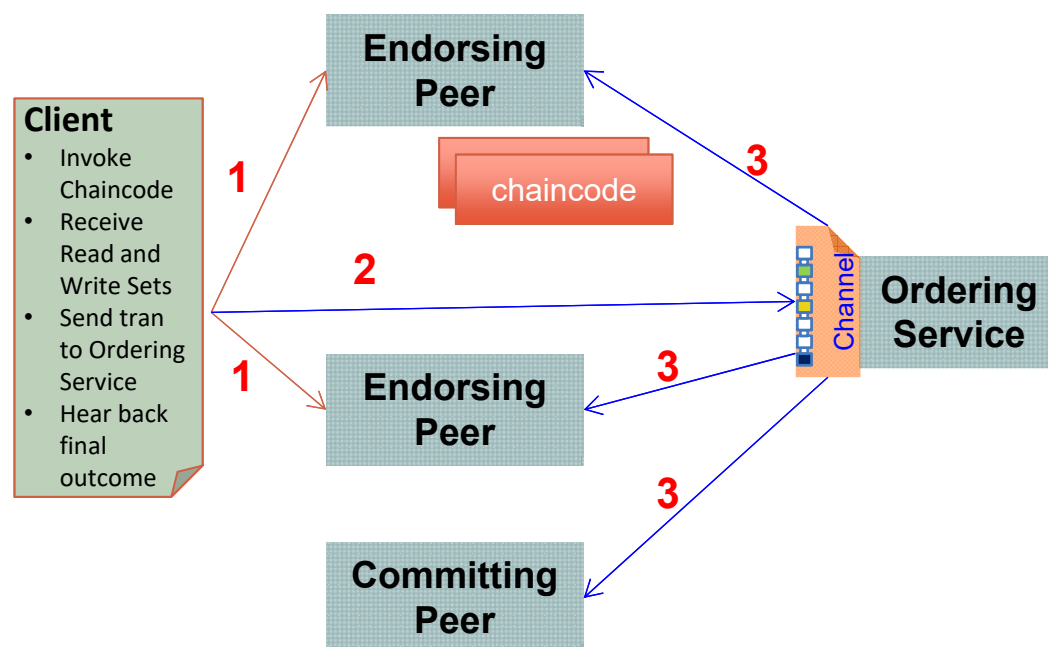 Endorsing
Peer
Client
• Invoke
Chaincode
• Receive
Read and
Write Sets
• Send tran
to Ordering
Service
• Hear back
final
outcome
1
chaincode
3
2
Channel
Ordering
Service
1
Endorsing
Peer
3
3
Committing
Peer